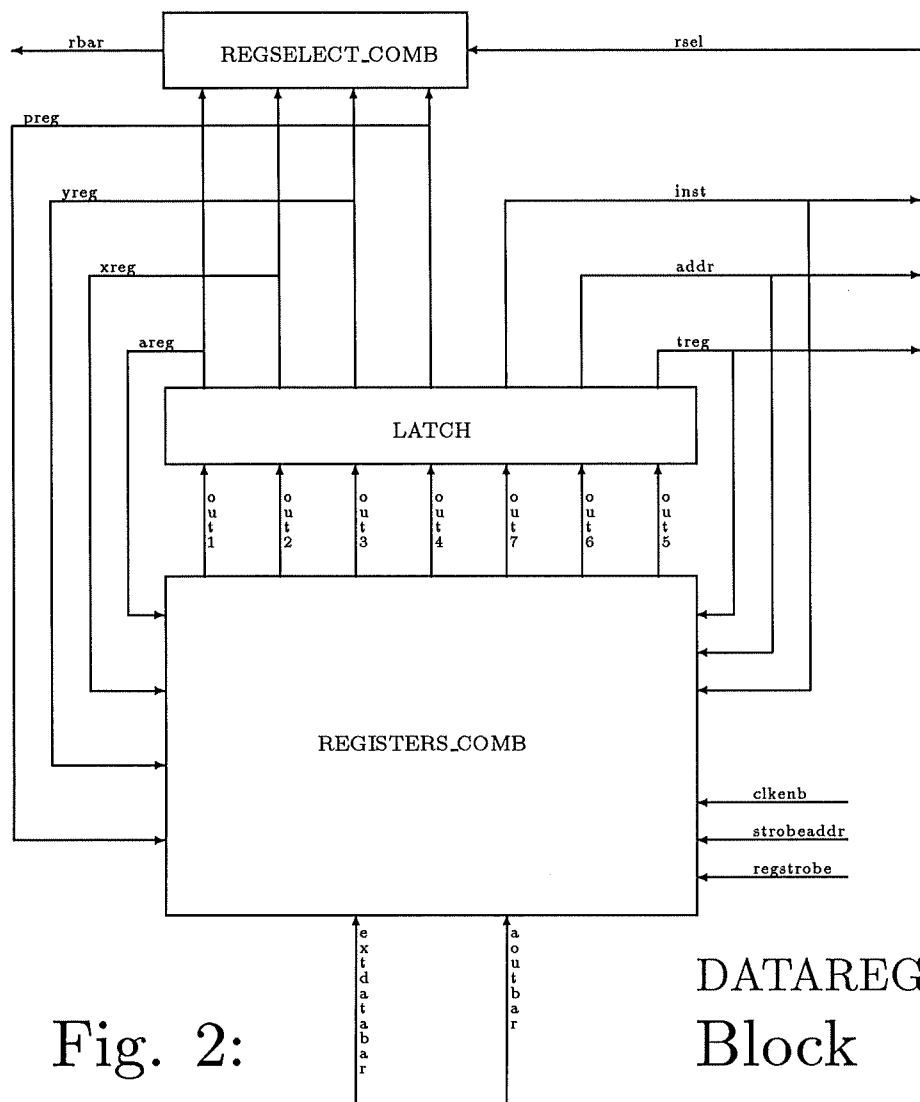 rbar
REGSELECT_COMB
rsel
preg
yreg
inst
xreg
addr
areg
treg
LATCH
out1
out2
out3
out4
out7
out6
out5
REGISTERS_COMB
clkenb
strobeaddr
regstrobe
extdatabar
aoutbar
DATAREG
Fig. 2:
Block